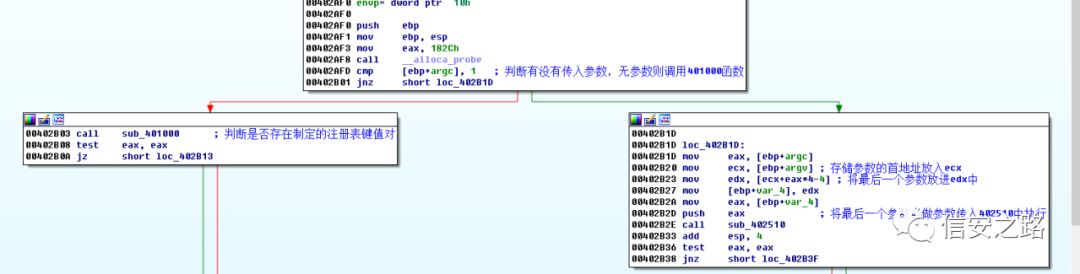 00402AF0 envp= dword ptr  10h
00402AF0
00402AF0 push    ebp
00402AF1 mov     ebp, esp
00402AF3 mov     eax, 182Ch
00402AF8 call    __alloca_probe
00402AFD cmp     [ebp+argc], 1   ; 判断有没有传入参数，无参数则调用401000函数
00402B01 jnz     short loc_402B1D
00402B03 call    sub_401000      ; 判断是否存在制定的注册表键值对
00402B08 test    eax, eax
00402B0A jz      short loc_402B13
00402B1D
00402B1D loc_402B1D:
00402B1D mov     eax, [ebp+argc]
00402B20 mov     ecx, [ebp+argv] ; 存储参数的首地址放入ecx
00402B23 mov     edx, [ecx+eax*4-4] ; 将最后一个参数放进edx中
00402B27 mov     [ebp+var_4], edx
00402B2A mov     eax, [ebp+var_4]
00402B2D push    eax             ; 将最后一个参 做参数传入402510中执行
00402B2E call    sub_402510
00402B33 add     esp, 4
00402B36 test    eax, eax
00402B38 jnz     short loc_402B3F
信安之路